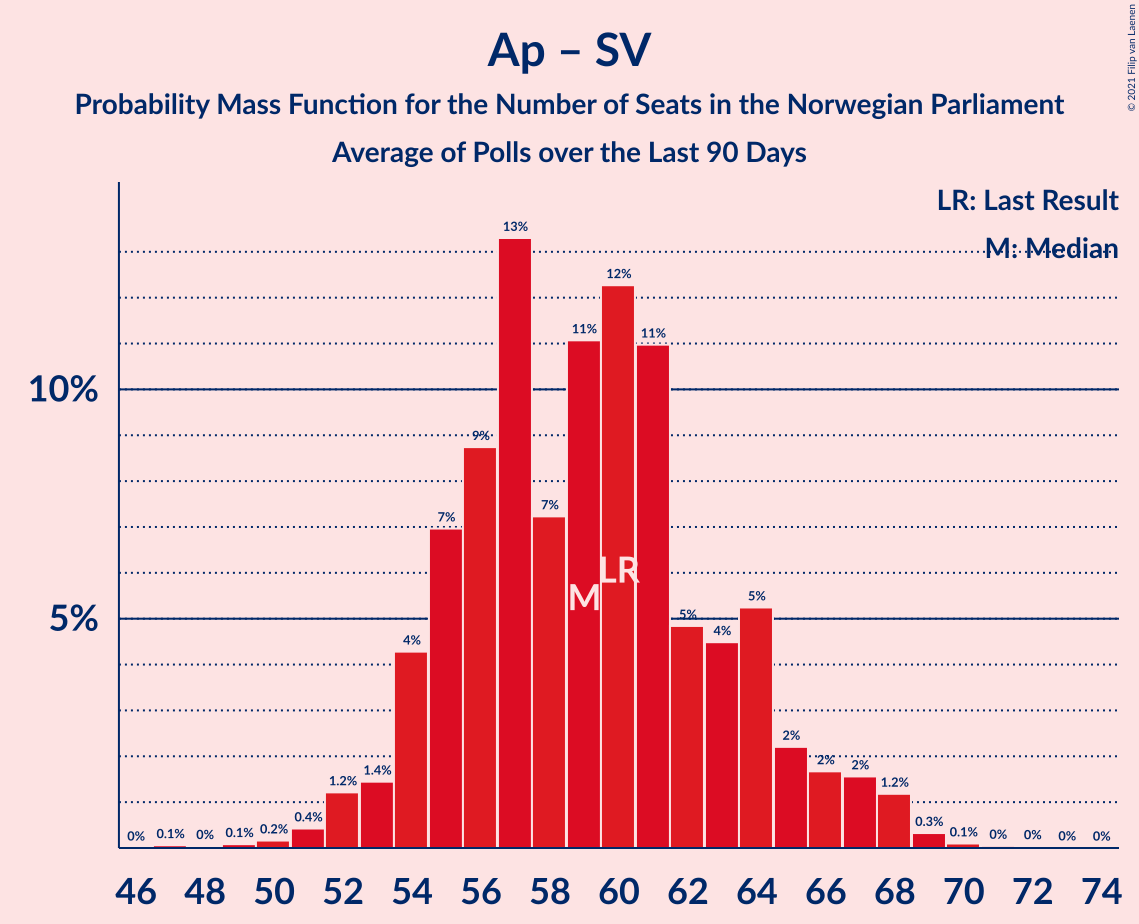 Ap – SV
Probability Mass Function for the Number of Seats in the Norwegian Parliament
Average of Polls over the Last 90 Days
© 2021 Filip van Laenen
LR: Last Result
M: Median
10%
5%
0% 0.1% 0% 0.1% 0.2% 0.4% 1.2% 1.4% 4% 7% 9% 13% 7% 11% 12% 11% 5% 4% 5% 2% 2% 2% 1.2% 0.3% 0.1% 0% 0% 0% 0%
M LR
46 48 50 52 54 56 58 60 62 64 66 68 70 72 74